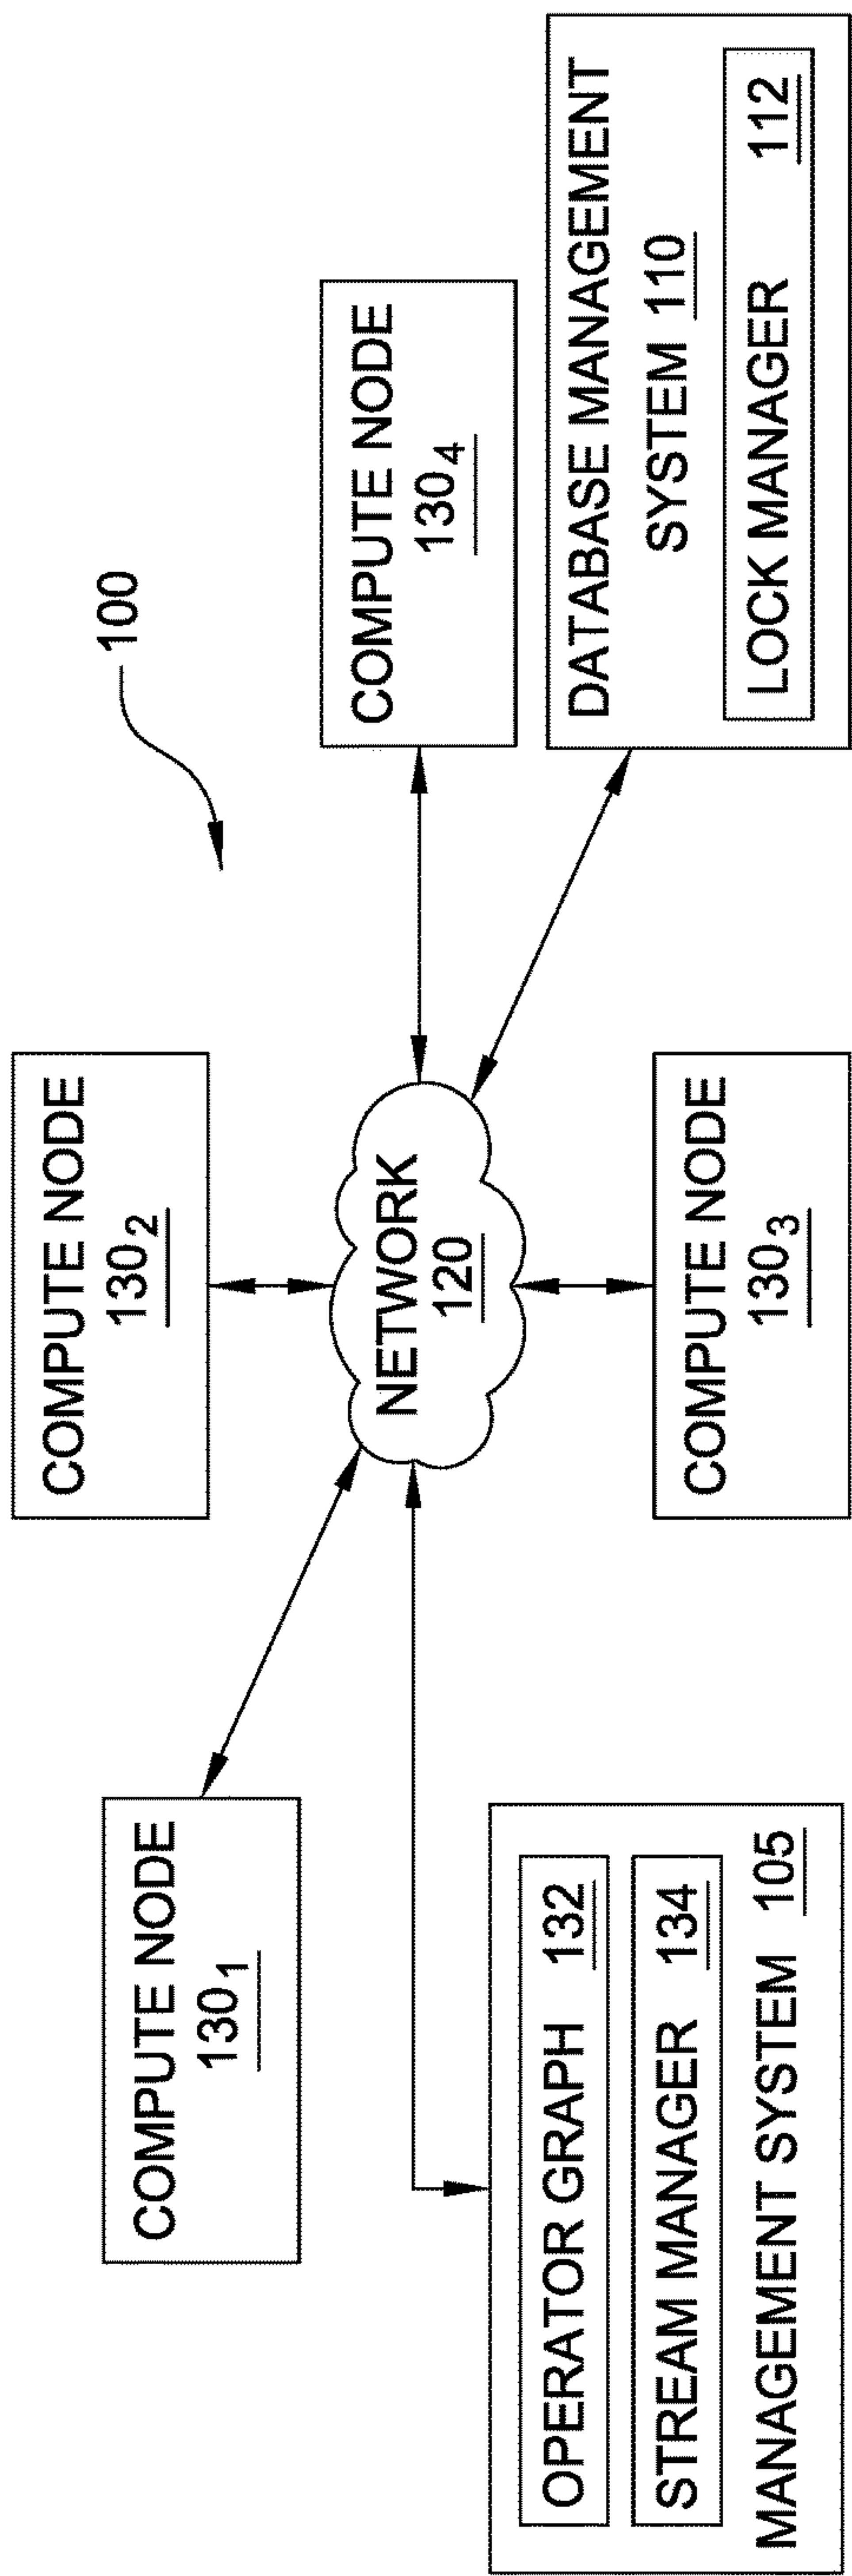 100
COMPUTE NODE
130₂
COMPUTE NODE
130₁
COMPUTE NODE
130₄
NETWORK
120
OPERATOR GRAPH 132
STREAM MANAGER 134
MANAGEMENT SYSTEM 105
COMPUTE NODE
130₃
DATABASE MANAGEMENT
SYSTEM 110
LOCK MANAGER 112